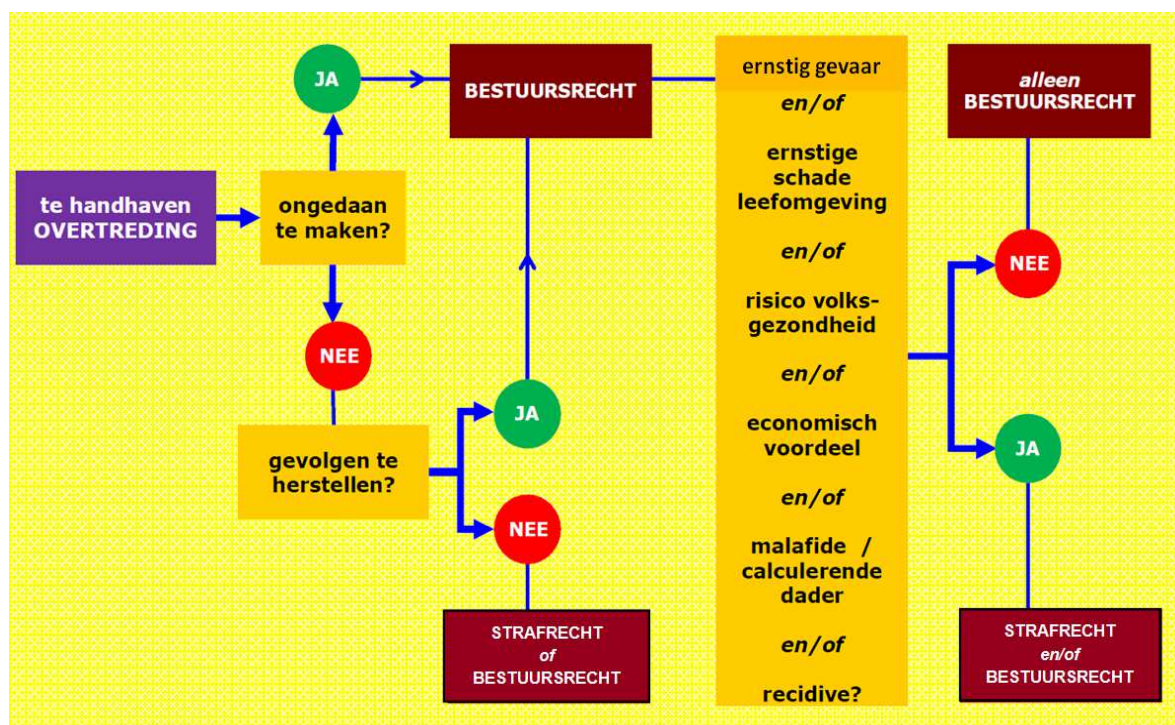 te handhaven
OVERTREDING
ongedaan
te maken?
JA
NEE
gevolgen te
herstellen?
JA
NEE
BESTUURSRECHT
STRAFRECHT
of
BESTUURSRECHT
ernstig gevaar
en/of
ernstige
schade
leefomgeving
en/of
risico volks-
gezondheid
en/of
economisch
voordeel
en/of
malafide /
calculerende
dader
en/of
recidive?
NEE
alleen
BESTUURSRECHT
JA
STRAFRECHT
en/of
BESTUURSRECHT